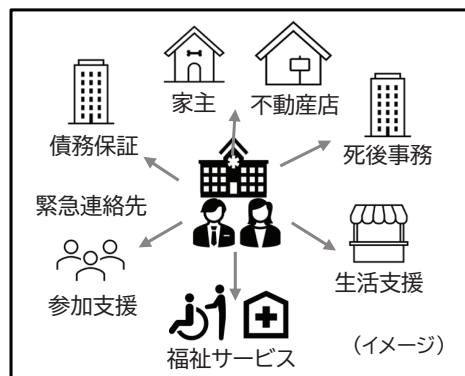 家主
不動産店
債務保証
死後事務
緊急連絡先
参加支援
生活支援
福祉サービス
（イメージ）